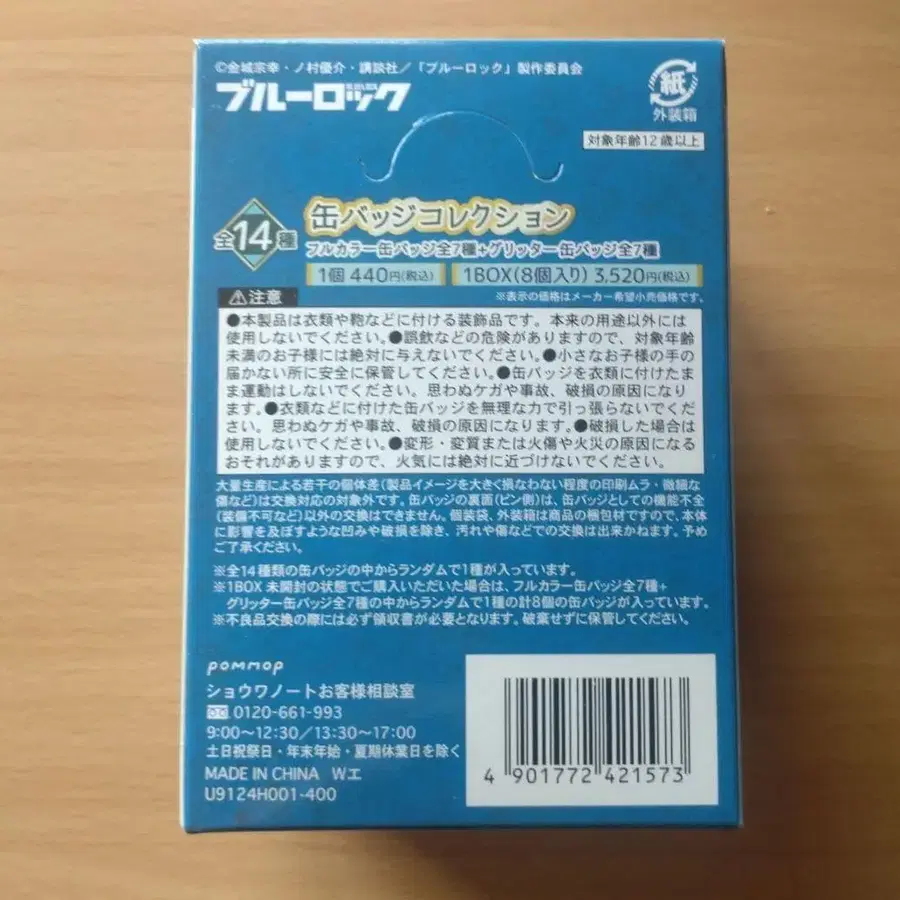 ©金城宗幸・ノ村優介・講談社/「ブルーロック」製作委員会
ブルーロック
紙
外装箱
対象年齢12歳以上
全14種
缶バッジコレクション
フルカラー缶バッジ全7種+グリッター缶バッジ全7種
1個 440円(税込) 1BOX(8個入り) 3,520円(税込)
※表示の価格はメーカー希望小売価格です。
⚠注意
●本製品は衣類や鞄などに付ける装飾品です。本来の用途以外には
使用しないでください。●誤飲などの危険がありますので、対象年齢
未満のお子様には絶対に与えないでください。●小さなお子様の手の
届かない所に安全に保管してください。●缶バッジを衣類に付けたま
ま運動はしないでください。思わぬケガや事故、破損の原因になり
ます。●衣類などに付けた缶バッジを無理な力で引っ張らないでくだ
さい。思わぬケガや事故、破損の原因になります。●破損した場合は
使用しないでください。●変形・変質または火傷や火災の原因になる
おそれがありますので、火気には絶対に近づけないでください。
大量生産による若干の個体差(製品イメージを大きく損なわない程度の印刷ムラ・微細な
傷など)は交換対応の対象外です。缶バッジの裏面(ピン側)は、缶バッジとしての機能不全
(装備不可など)以外の交換はできません。個装袋、外装箱は商品の梱包材ですので、本体
に影響を及ぼすような凹みや破損を除き、汚れや傷などでの交換は出来かねます。予め
ご了承ください。
※全14種類の缶バッジの中からランダムで1種が入っています。
※1BOX 未開封の状態でご購入いただいた場合は、フルカラー缶バッジ全7種+
グリッター缶バッジ全7種の中からランダムで1種の計8個の缶バッジが入っています。
※不良品交換の際には必ず領収書が必要となります。破棄せずに保管してください。
pommop
ショウワノートお客様相談室
0120-661-993
9:00~12:30/13:30~17:00
土日祝祭日・年末年始・夏期休業日を除く
MADE IN CHINA Wエ
U9124H001-400
4 901772 421573